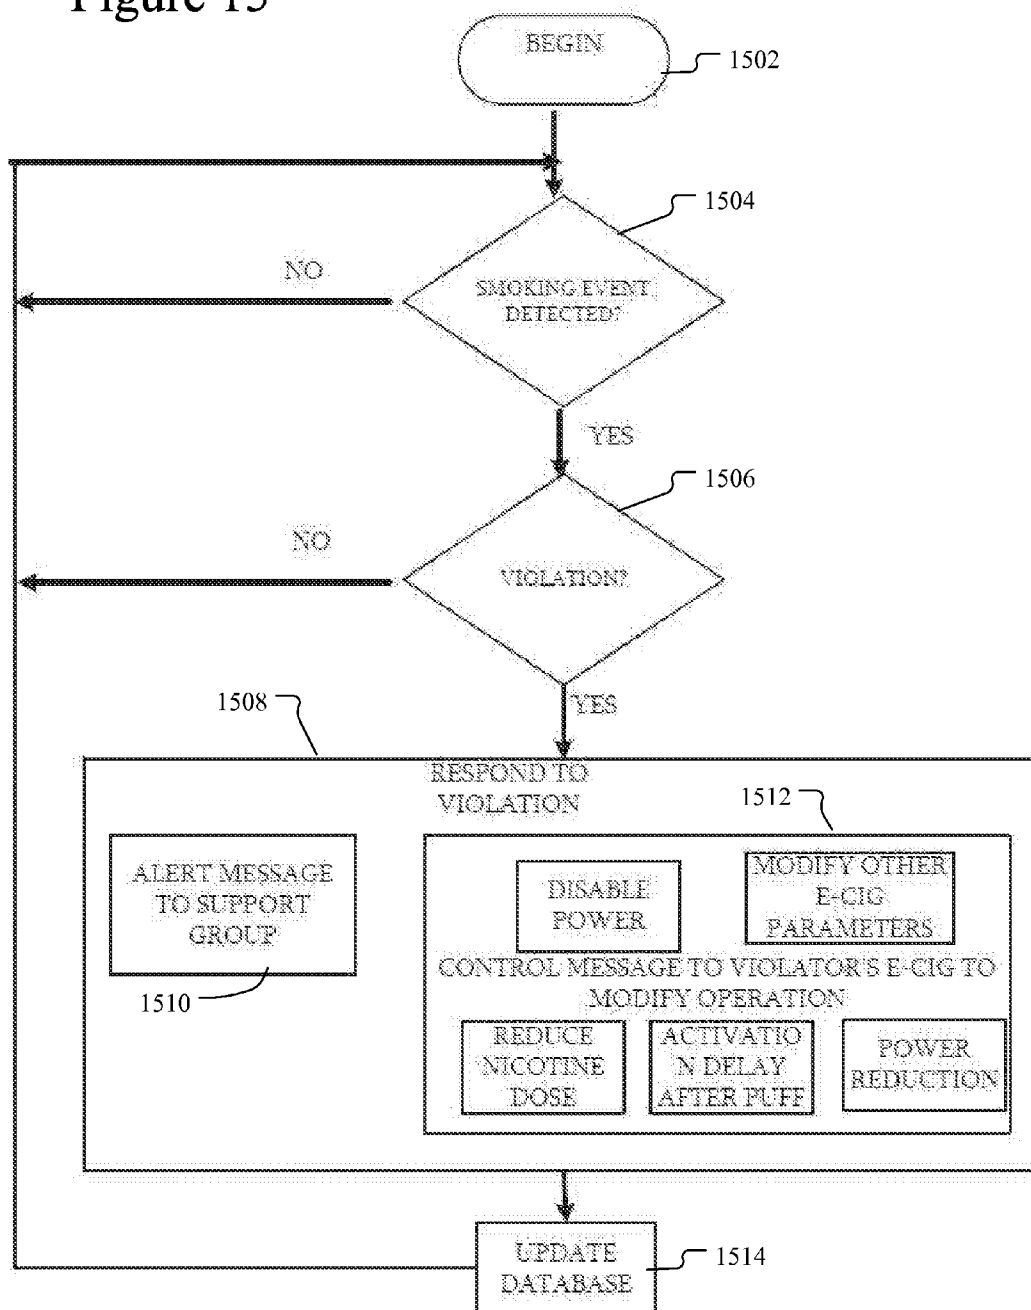 Figure 15
BEGIN
1502
1504
NO
SMOKING EVENT
DETECTED?
YES
1506
NO
VIOLATION?
YES
1508
RESPOND TO
VIOLATION
1512
ALERT MESSAGE
TO SUPPORT
GROUP
1510
DISABLE
POWER
MODIFY OTHER
E-CIG
PARAMETERS
CONTROL MESSAGE TO VIOLATOR'S E-CIG TO
MODIFY OPERATION
REDUCE
NICOTINE
DOSE
ACTIVATIO
N DELAY
AFTER PUFF
POWER
REDUCTION
UPDATE
DATABASE
1514